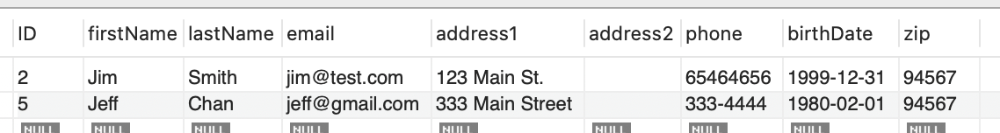 ID firstName lastName email address1 address2 phone birthDate zip
2 Jim Smith jim@test.com 123 Main St. 65464656 1999-12-31 94567
5 Jeff Chan jeff@gmail.com 333 Main Street 333-4444 1980-02-01 94567
NULL NULL NULL NULL NULL NULL NULL NULL NULL